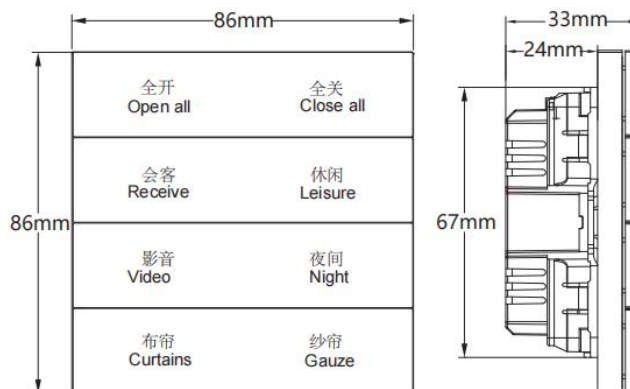 86mm
33mm
24mm
全开 全关
Open all Close all
会客 休闲
Receive Leisure
86mm
67mm
影音 夜间
Video Night
布帘 纱帘
Curtains Gauze